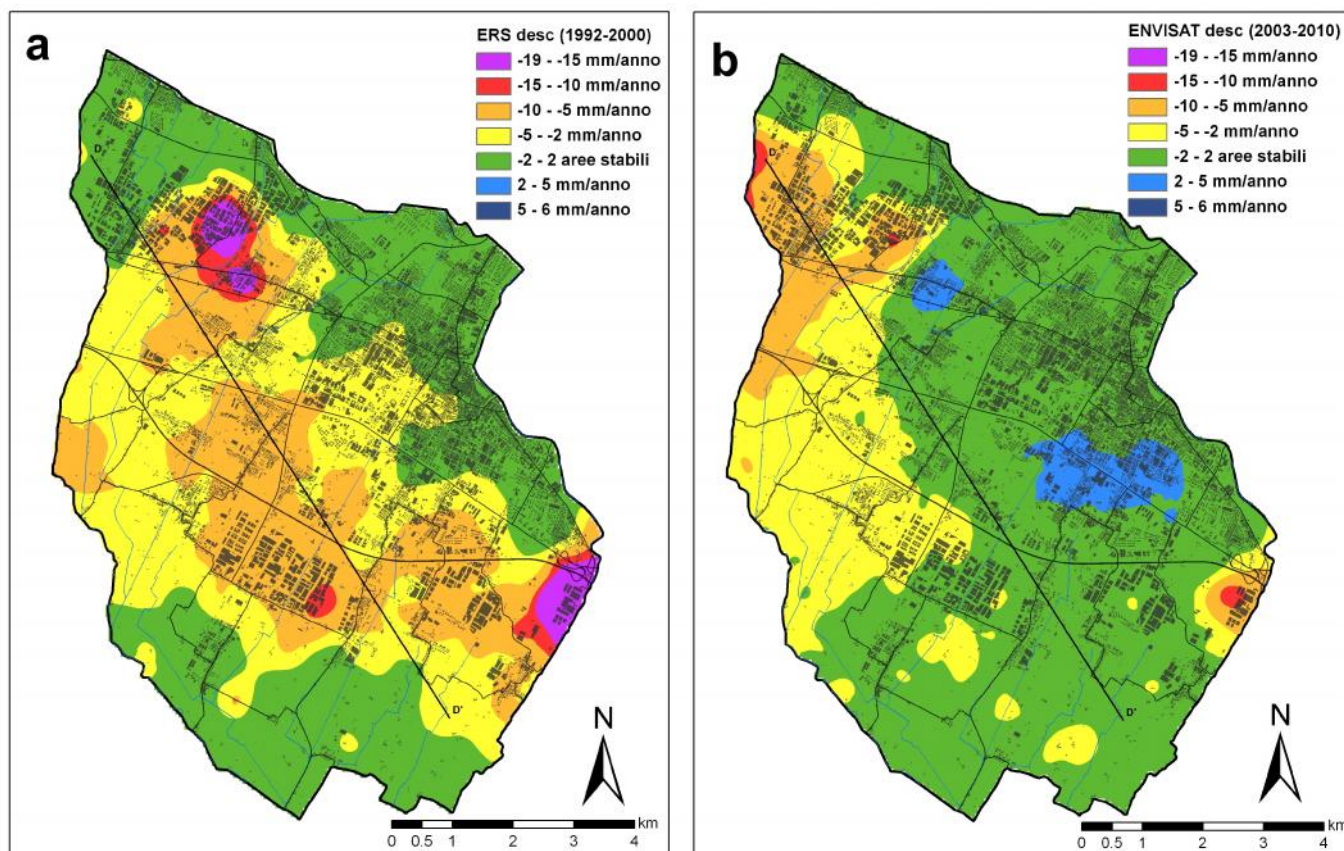 a
ERS desc (1992-2000)
-19 - -15 mm/anno
-15 - -10 mm/anno
-10 - -5 mm/anno
-5 - -2 mm/anno
-2 - 2 aree stabili
2 - 5 mm/anno
5 - 6 mm/anno
D
D'
N
km
0 0.5 1 2 3 4
b
ENVISAT desc (2003-2010)
-19 - -15 mm/anno
-15 - -10 mm/anno
-10 - -5 mm/anno
-5 - -2 mm/anno
-2 - 2 aree stabili
2 - 5 mm/anno
5 - 6 mm/anno
D
D'
N
km
0 0.5 1 2 3 4